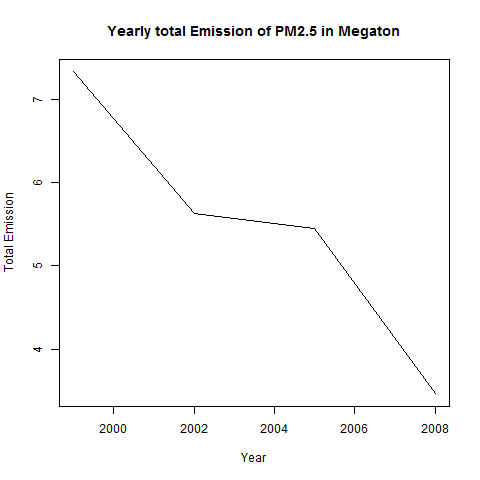 Yearly total Emission of PM2.5 in Megaton
7
6
5
4
Total Emission
2000 2002 2004 2006 2008
Year